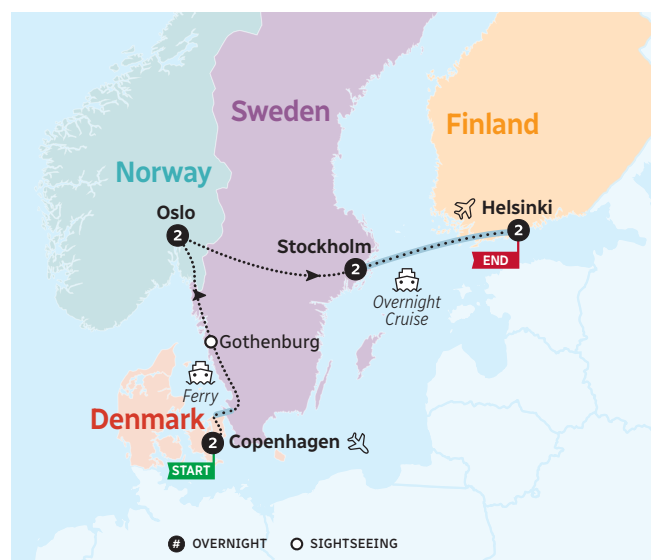 Sweden
Finland
Norway
Oslo
2
Helsinki
2
END
Stockholm
2
Overnight
Cruise
Gothenburg
Ferry
Denmark
2
Copenhagen
START
# OVERNIGHT
SIGHTSEEING